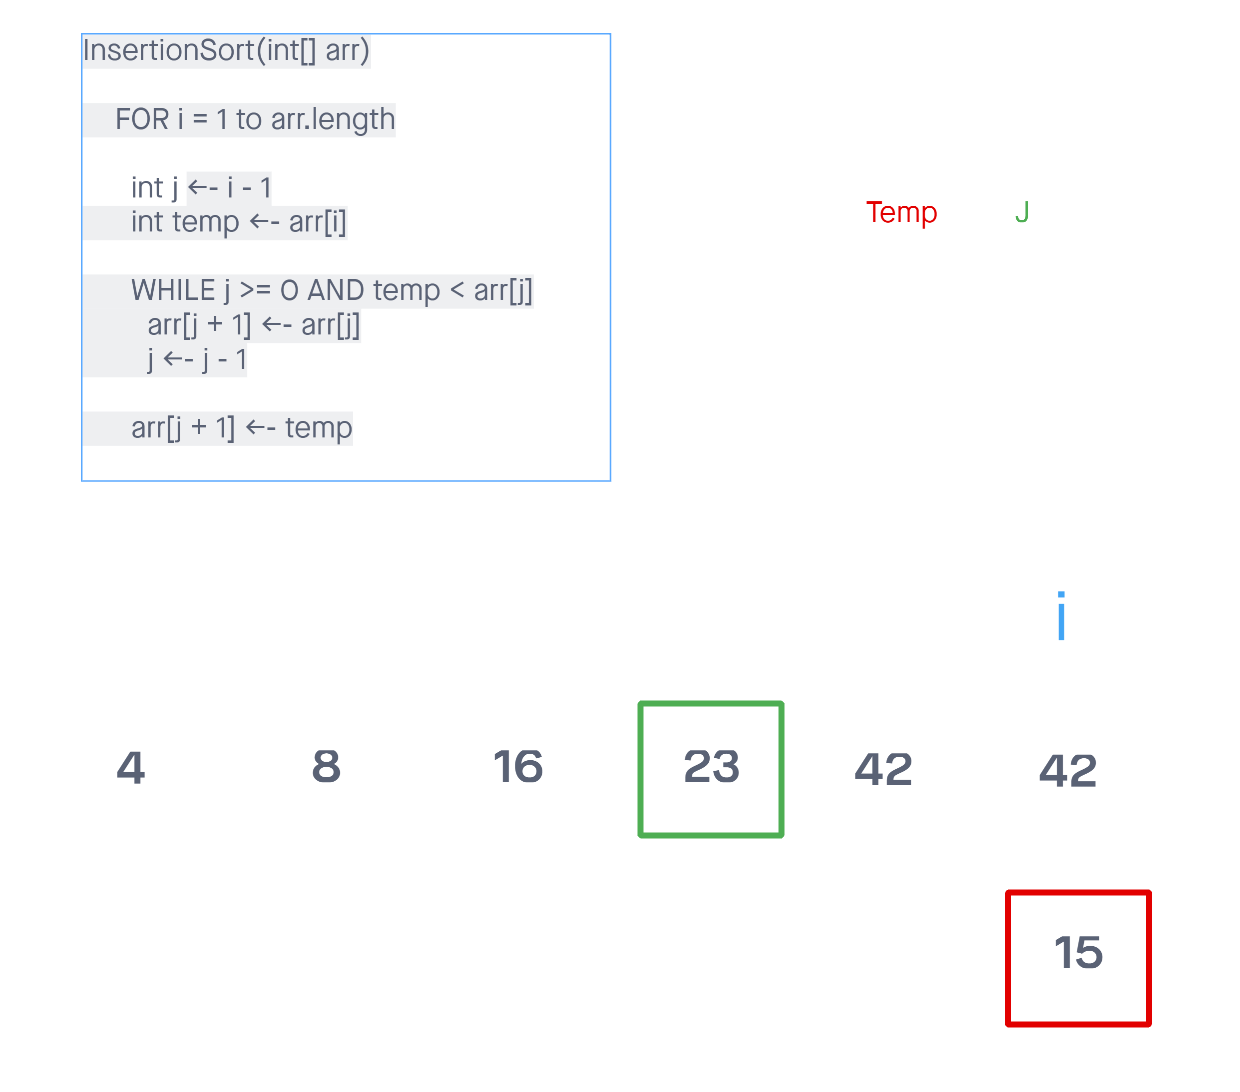 InsertionSort(int[] arr)
FOR i = 1 to arr.length
int j <-- i - 1
int temp <-- arr[i]
WHILE j >= 0 AND temp < arr[j]
arr[j + 1] <-- arr[j]
j <-- j - 1
arr[j + 1] <-- temp
Temp J
i
4 8 16 23 42 42
15